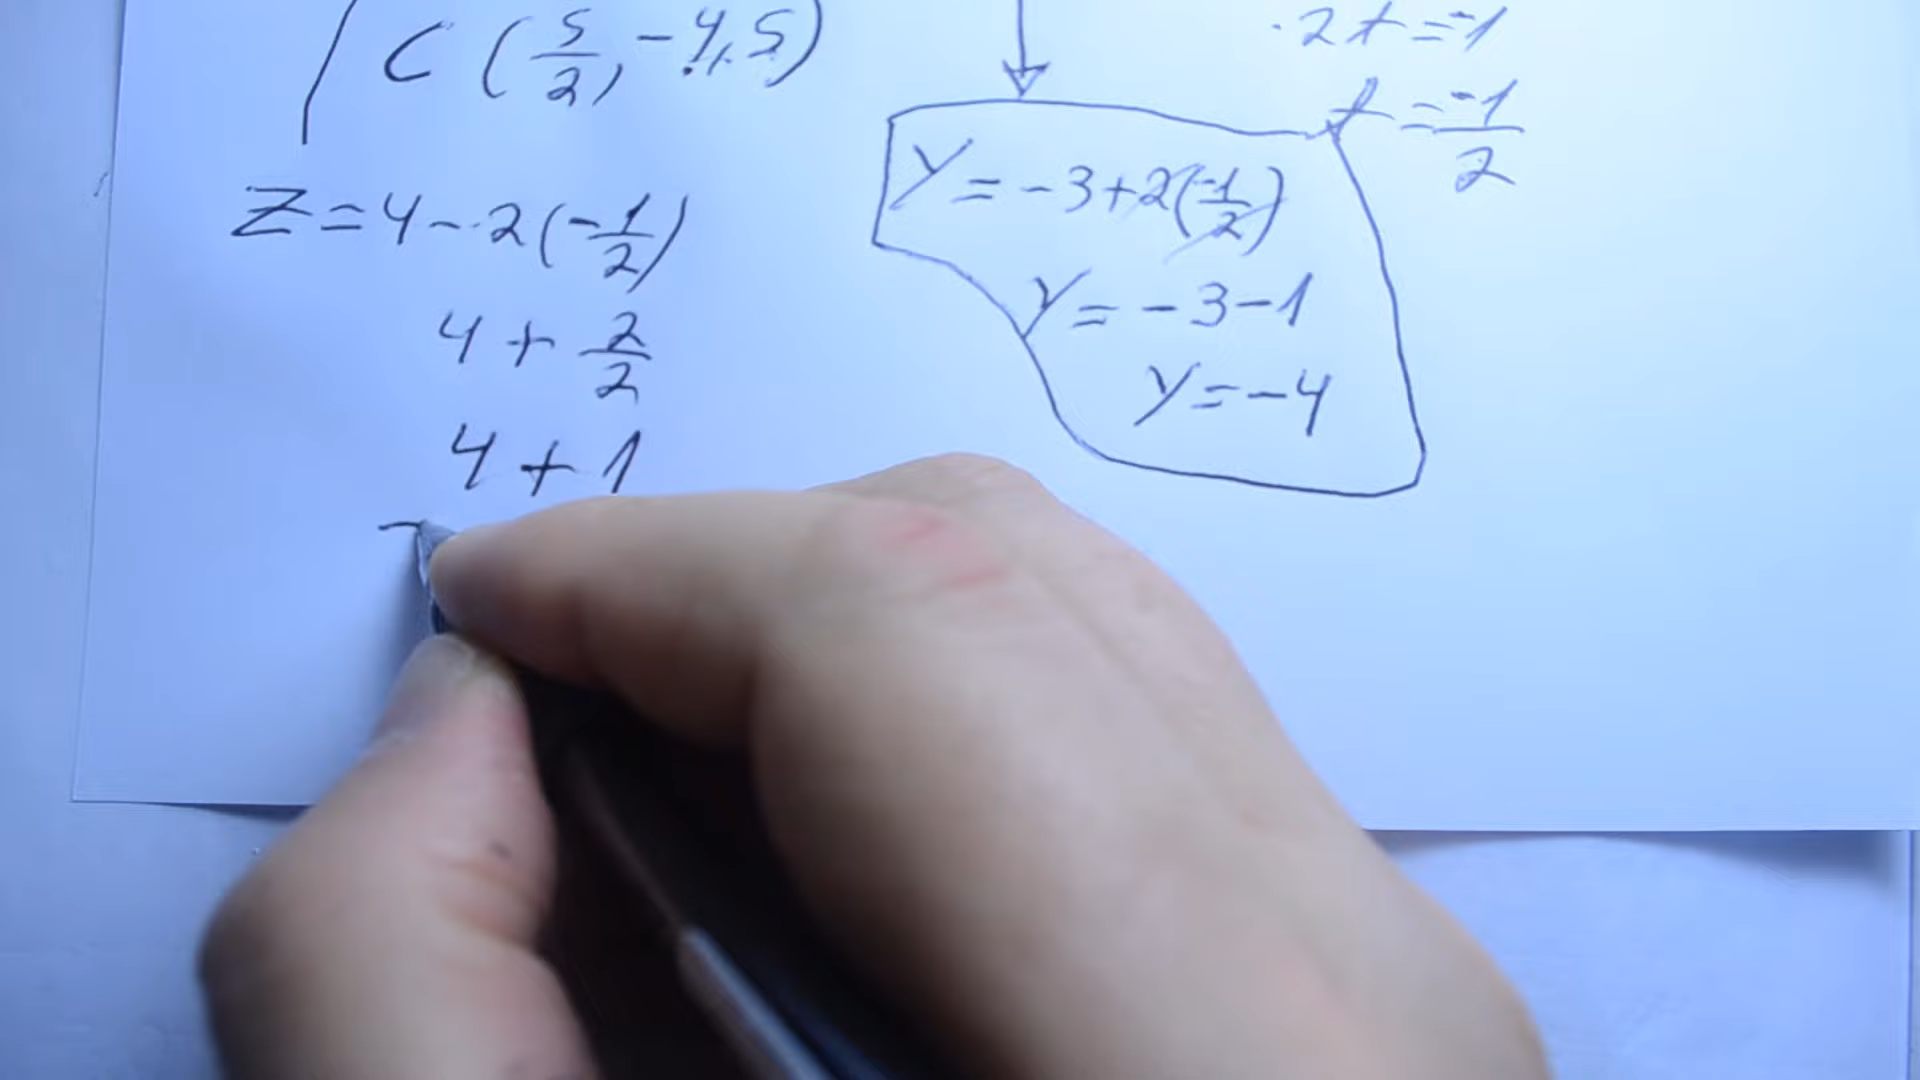 C (5/2, -4, 5)
Z = 4 - 2(-1/2)
4 + 2/2
4 + 1
·2t = -1
t = -1/2
Y = -3+2(-1/2)
Y = -3-1
Y = -4